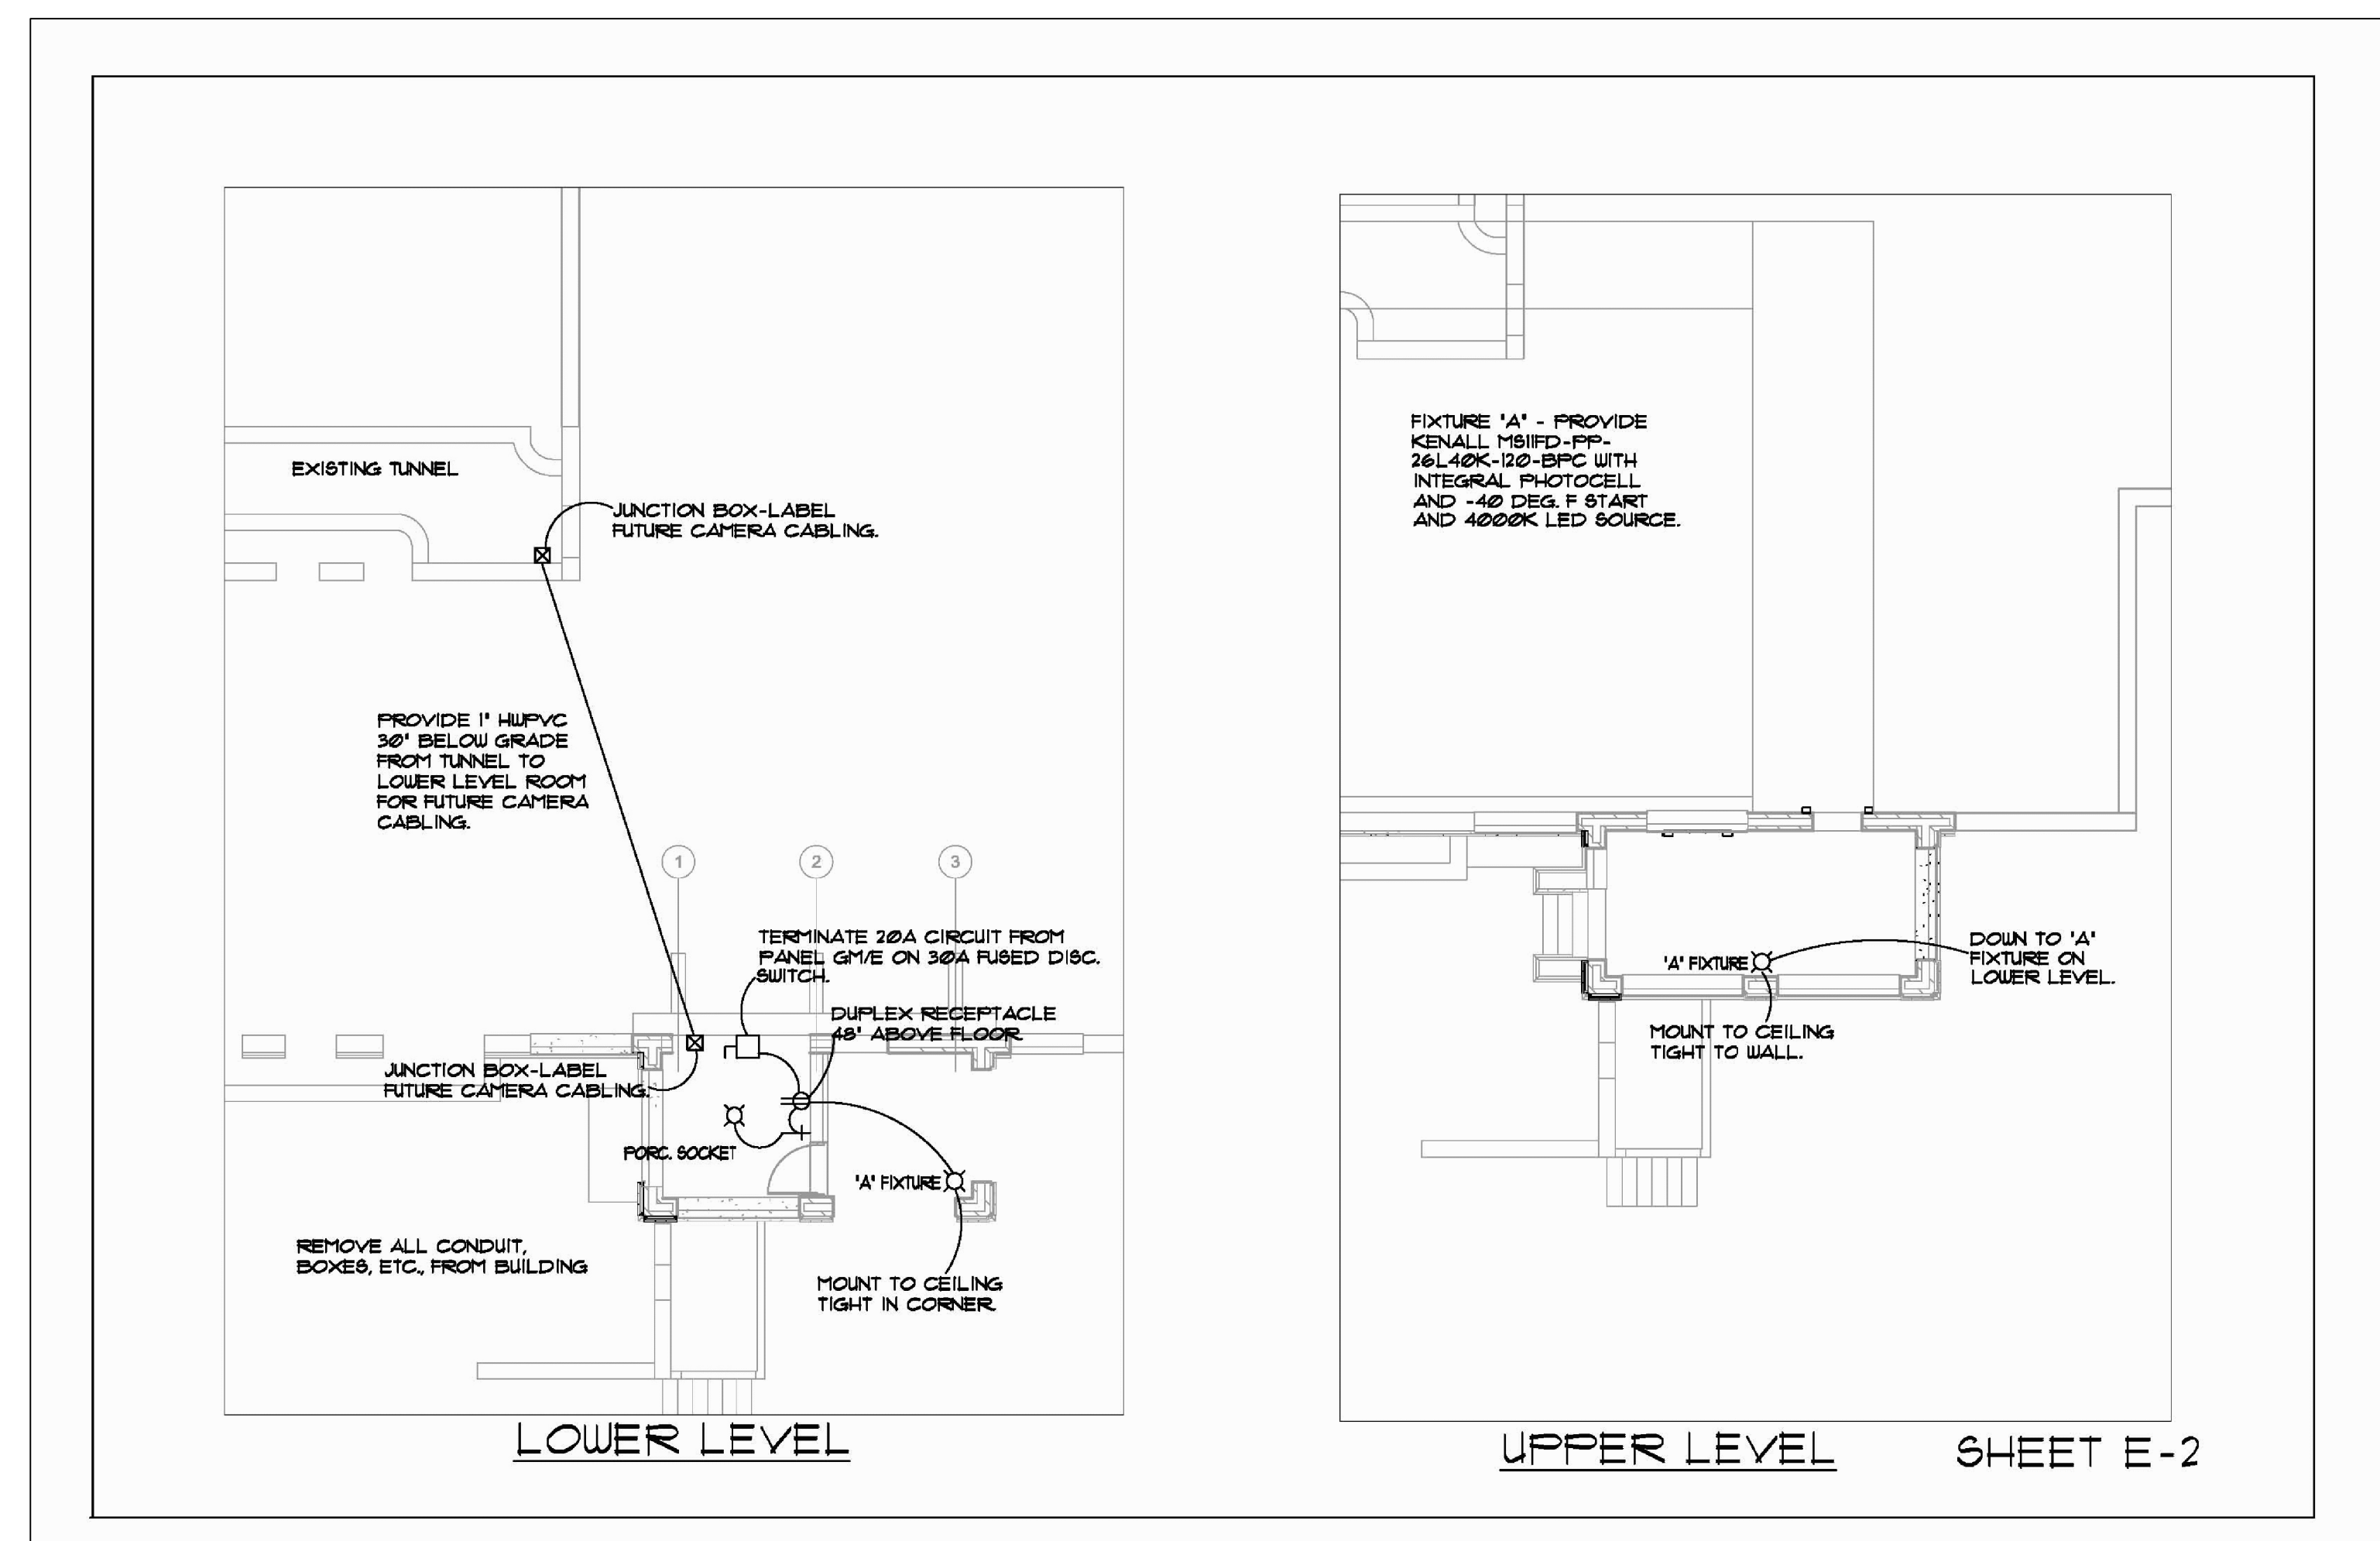 EXISTING TUNNEL
JUNCTION BOX-LABEL
FUTURE CAMERA CABLING.
PROVIDE 1" HWPVC
30" BELOW GRADE
FROM TUNNEL TO
LOWER LEVEL ROOM
FOR FUTURE CAMERA
CABLING.
1
2
3
TERMINATE 20A CIRCUIT FROM
PANEL GM/E ON 30A FUSED DISC.
SWITCH.
DUPLEX RECEPTACLE
48" ABOVE FLOOR
JUNCTION BOX-LABEL
FUTURE CAMERA CABLING.
PORC. SOCKET
"A" FIXTURE
REMOVE ALL CONDUIT,
BOXES, ETC., FROM BUILDING
MOUNT TO CEILING
TIGHT IN CORNER
LOWER LEVEL
FIXTURE "A" - PROVIDE
KENALL MS11FD-PP-
26L40K-120-BPC WITH
INTEGRAL PHOTOCELL
AND -40 DEG. F START
AND 4000K LED SOURCE.
"A" FIXTURE
DOWN TO "A"
FIXTURE ON
LOWER LEVEL.
MOUNT TO CEILING
TIGHT TO WALL.
UPPER LEVEL
SHEET E-2